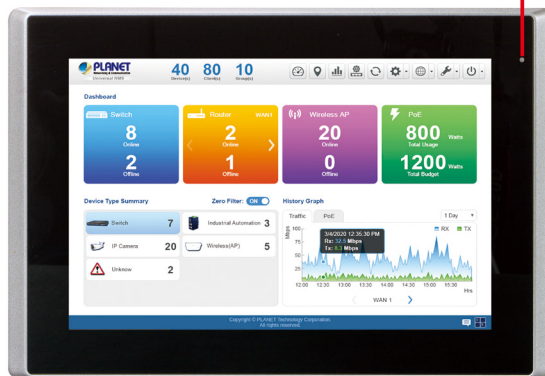 PLANET
Networking & Communication
Universal NMS
40 80 10
Device(s) Client(s) Group(s)
Dashboard
Switch
8
Online
2
Offline
Router WAN1
2
Online
1
Offline
Wireless AP
20
Online
0
Offline
PoE
800 Watts
Total Usage
1200 Watts
Total Budget
Device Type Summary
Zero Filter: ON
Switch 7
Industrial Automation 3
IP Camera 20
Wireless(AP) 5
Unknow 2
History Graph
Traffic PoE
1 Day
Mbps
RX TX
100
75
50
25
3/4/2020 12:35:30 PM
Rx: 32.5 Mbps
Tx: 8.3 Mbps
12:00 12:30 13:00 13:30 14:00 14:30 15:00 15:30
Hrs
WAN 1
Copyright © PLANET Technology Corporation.
All rights reserved.